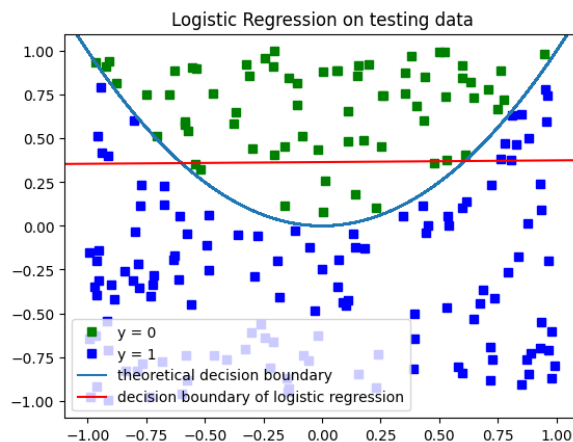 Logistic Regression on testing data
1.00
0.75
0.50
0.25
0.00
−0.25
−0.50
−0.75
−1.00
y = 0
y = 1
theoretical decision boundary
decision boundary of logistic regression
−1.00 −0.75 −0.50 −0.25 0.00 0.25 0.50 0.75 1.00